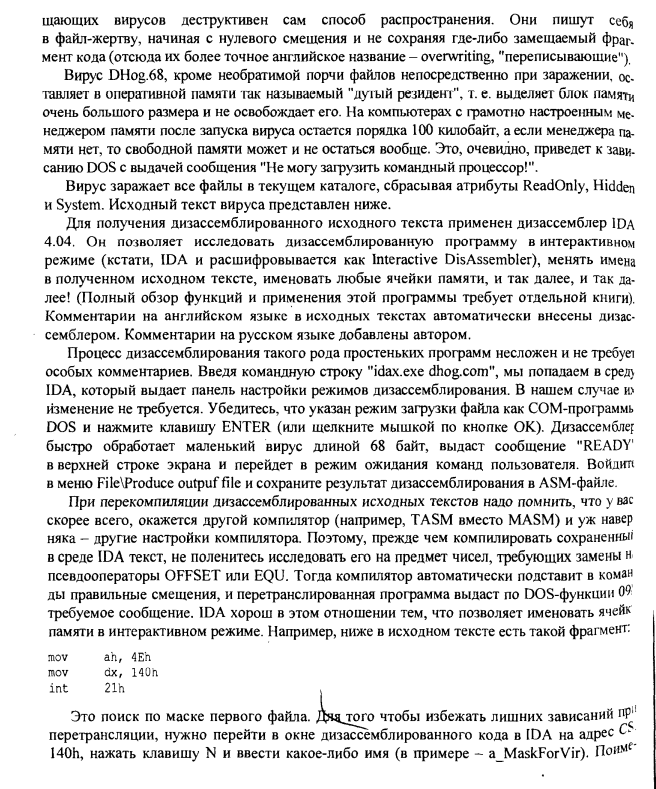 щающих вирусов деструктивен сам способ распространения. Они пишут себя
в файл-жертву, начиная с нулевого смещения и не сохраняя где-либо замещаемый фраг-
мент кода (отсюда их более точное английское название – overwriting, "переписывающие").
Вирус DHog.68, кроме необратимой порчи файлов непосредственно при заражении, ос-
тавляет в оперативной памяти так называемый "дутый резидент", т. е. выделяет блок памяти
очень большого размера и не освобождает его. На компьютерах с грамотно настроенным ме-
неджером памяти после запуска вируса остается порядка 100 килобайт, а если менеджера па-
мяти нет, то свободной памяти может и не остаться вообще. Это, очевидно, приведет к зави-
санию DOS с выдачей сообщения "Не могу загрузить командный процессор!".
Вирус заражает все файлы в текущем каталоге, сбрасывая атрибуты ReadOnly, Hidden
и System. Исходный текст вируса представлен ниже.
Для получения дизассемблированного исходного текста применен дизассемблер IDA
4.04. Он позволяет исследовать дизассемблированную программу в интерактивном
режиме (кстати, IDA и расшифровывается как Interactive DisAssembler), менять имена
в полученном исходном тексте, именовать любые ячейки памяти, и так далее, и так да-
лее! (Полный обзор функций и применения этой программы требует отдельной книги).
Комментарии на английском языке в исходных текстах автоматически внесены дизас-
семблером. Комментарии на русском языке добавлены автором.
Процесс дизассемблирования такого рода простеньких программ несложен и не требует
особых комментариев. Введя командную строку "idax.exe dhog.com", мы попадаем в среду
IDA, который выдает панель настройки режимов дизассемблирования. В нашем случае их
изменение не требуется. Убедитесь, что указан режим загрузки файла как COM-программы
DOS и нажмите клавишу ENTER (или щелкните мышкой по кнопке OK). Дизассемблер
быстро обработает маленький вирус длиной 68 байт, выдаст сообщение "READY"
в верхней строке экрана и перейдет в режим ожидания команд пользователя. Войдите
в меню File\Produce outpuf file и сохраните результат дизассемблирования в ASM-файле.
При перекомпиляции дизассемблированных исходных текстов надо помнить, что у вас
скорее всего, окажется другой компилятор (например, TASM вместо MASM) и уж навер
няка – другие настройки компилятора. Поэтому, прежде чем компилировать сохраненный
в среде IDA текст, не поленитесь исследовать его на предмет чисел, требующих замены н
псевдооператоры OFFSET или EQU. Тогда компилятор автоматически подставит в коман
ды правильные смещения, и перетранслированная программа выдаст по DOS-функции 09
требуемое сообщение. IDA хорош в этом отношении тем, что позволяет именовать ячейк
памяти в интерактивном режиме. Например, ниже в исходном тексте есть такой фрагмент:
mov ah, 4Eh
mov dx, 140h
int 21h
Это поиск по маске первого файла. Для того чтобы избежать лишних зависаний при
перетрансляции, нужно перейти в окне дизассемблированного кода в IDA на адрес CS:
140h, нажать клавишу N и ввести какое-либо имя (в примере – a_MaskForVir). Поиме-